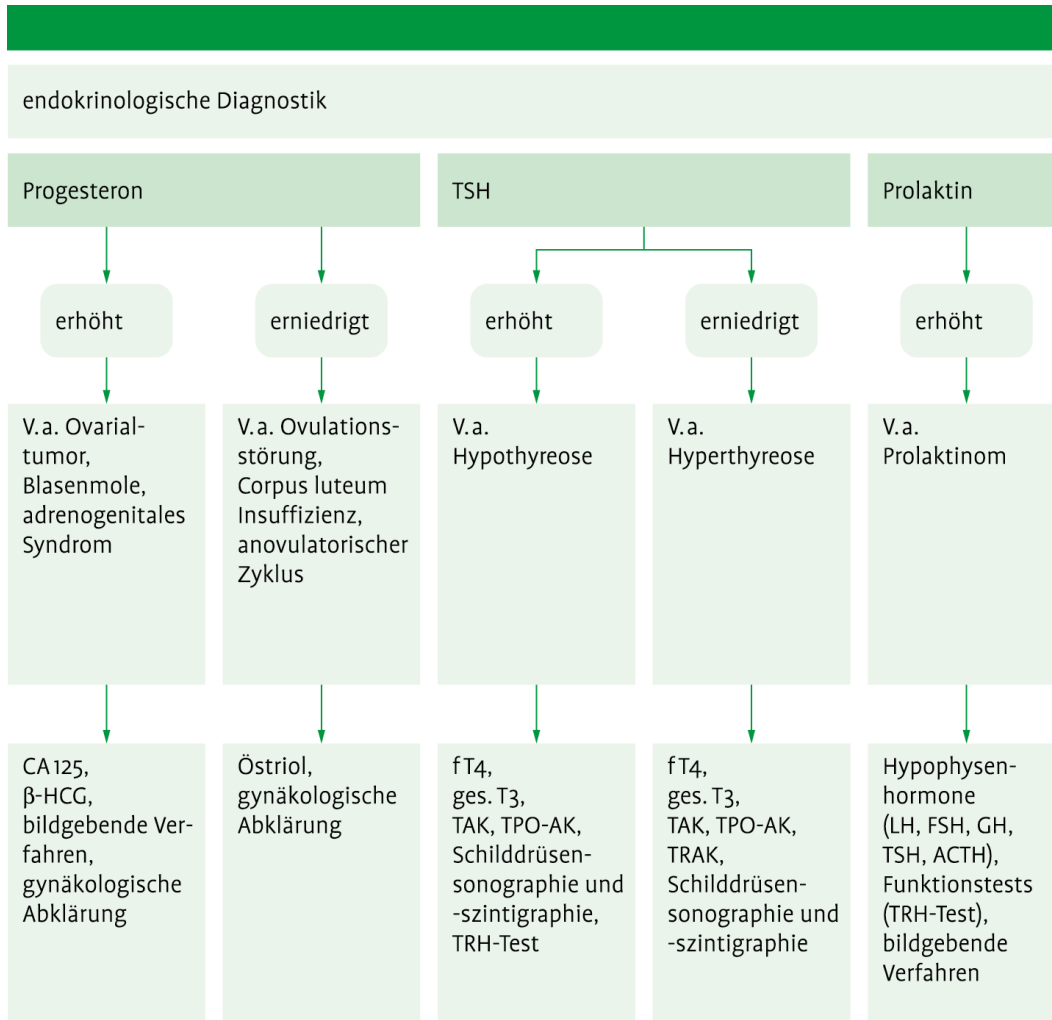 endokrinologische Diagnostik
Progesteron
TSH
Prolaktin
erhöht
erniedrigt
erhöht
erniedrigt
erhöht
V. a. Ovarial-
tumor,
Blasenmole,
adrenogenitales
Syndrom
V. a. Ovulations-
störung,
Corpus luteum
Insuffizienz,
anovulatorischer
Zyklus
V. a.
Hypothyreose
V. a.
Hyperthyreose
V. a.
Prolaktinom
CA 125,
β-HCG,
bildgebende Ver-
fahren,
gynäkologische
Abklärung
Östriol,
gynäkologische
Abklärung
fT4,
ges. T3,
TAK, TPO-AK,
Schilddrüsen-
sonographie und
-szintigraphie,
TRH-Test
fT4,
ges. T3,
TAK, TPO-AK,
TRAK,
Schilddrüsen-
sonographie und
-szintigraphie
Hypophysen-
hormone
(LH, FSH, GH,
TSH, ACTH),
Funktionstests
(TRH-Test),
bildgebende
Verfahren